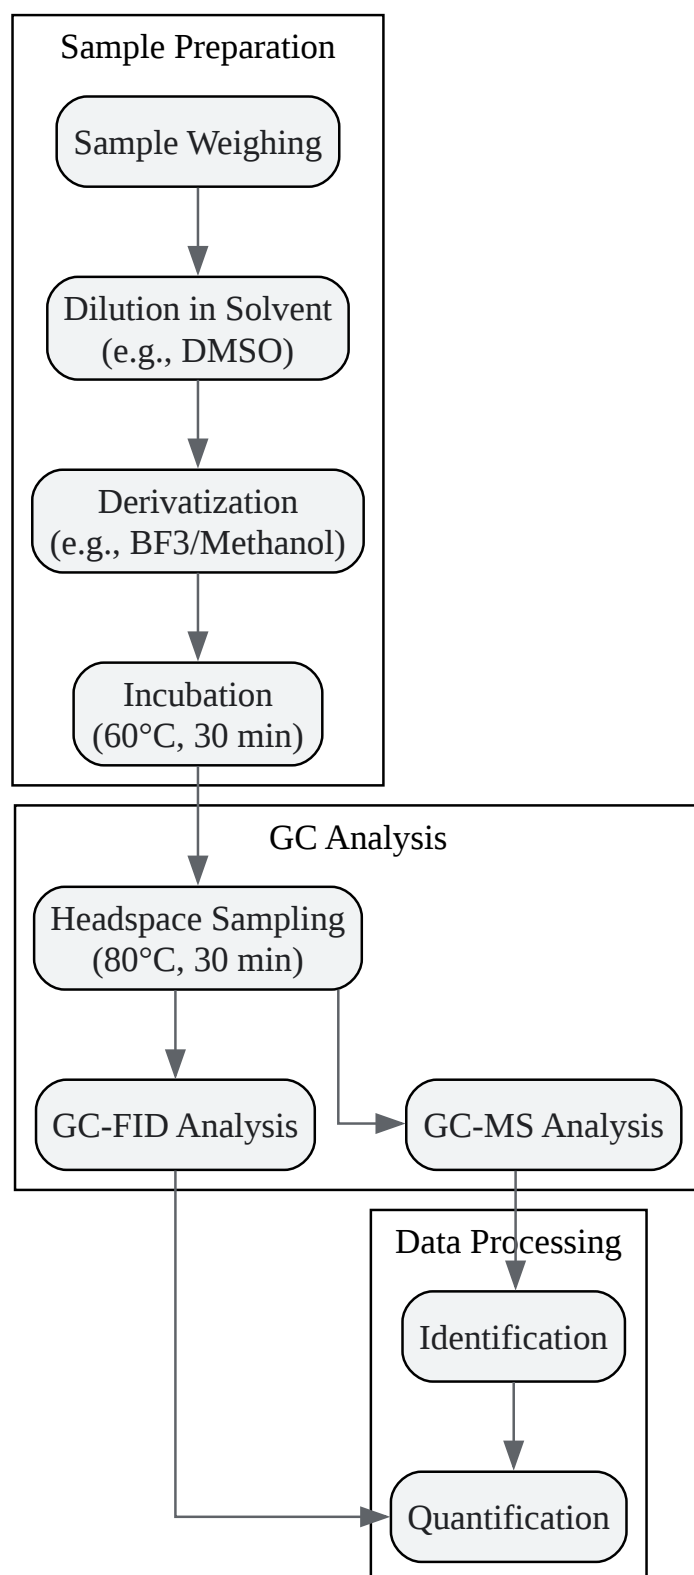 Sample Preparation
Sample Weighing
Dilution in Solvent
(e.g., DMSO)
Derivatization
(e.g., BF3/Methanol)
Incubation
(60°C, 30 min)
GC Analysis
Headspace Sampling
(80°C, 30 min)
GC-FID Analysis
GC-MS Analysis
Data Processing
Identification
Quantification